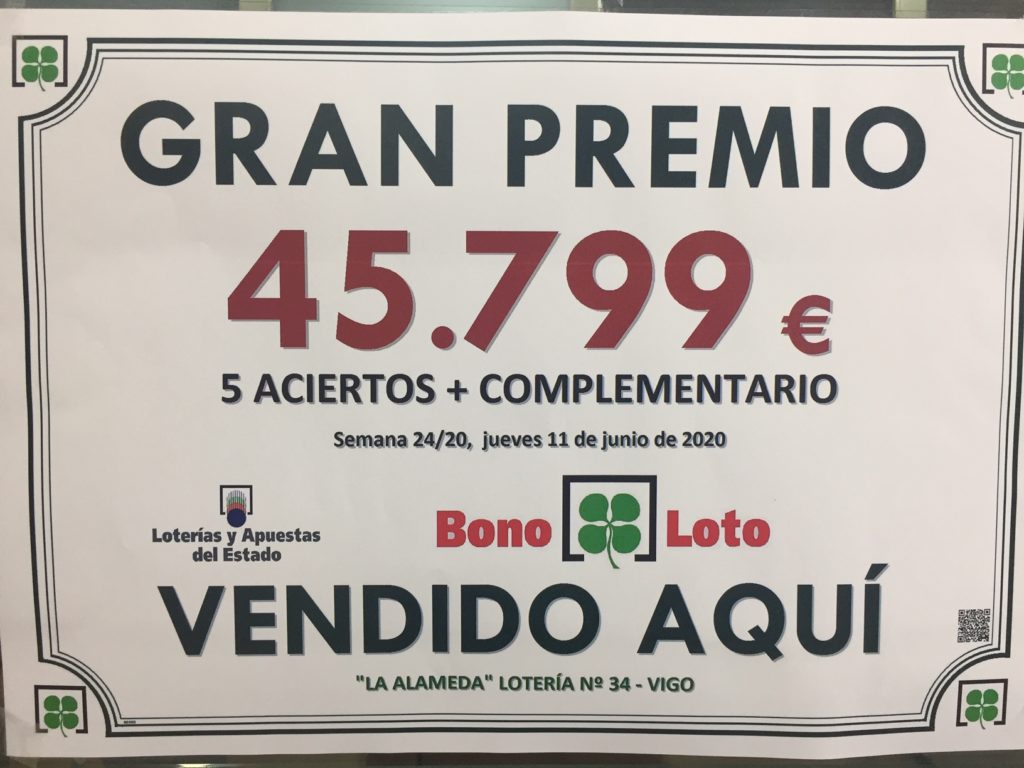 GRAN PREMIO
45.799 €
5 ACIERTOS + COMPLEMENTARIO
Semana 24/20, jueves 11 de junio de 2020
Loterías y Apuestas
del Estado
Bono Loto
VENDIDO AQUÍ
"LA ALAMEDA" LOTERÍA Nº 34 - VIGO